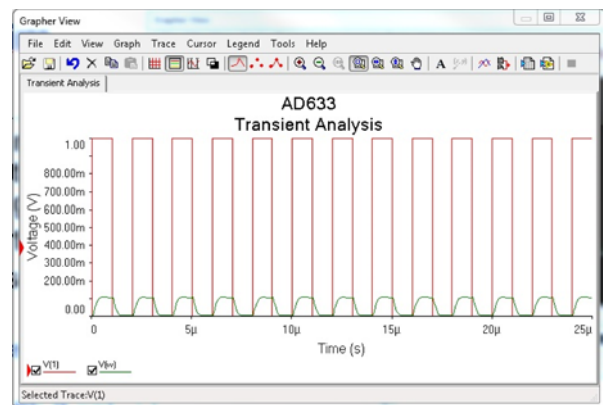 Grapher View
File Edit View Graph Trace Cursor Legend Tools Help
A
Transient Analysis
AD633
Transient Analysis
Voltage (V)
1.00
800.00m
700.00m
600.00m
500.00m
400.00m
300.00m
200.00m
0.00
0 5μ 10μ 15μ 20μ 25μ
Time (s)
V(1)
Selected Trace:V(1)